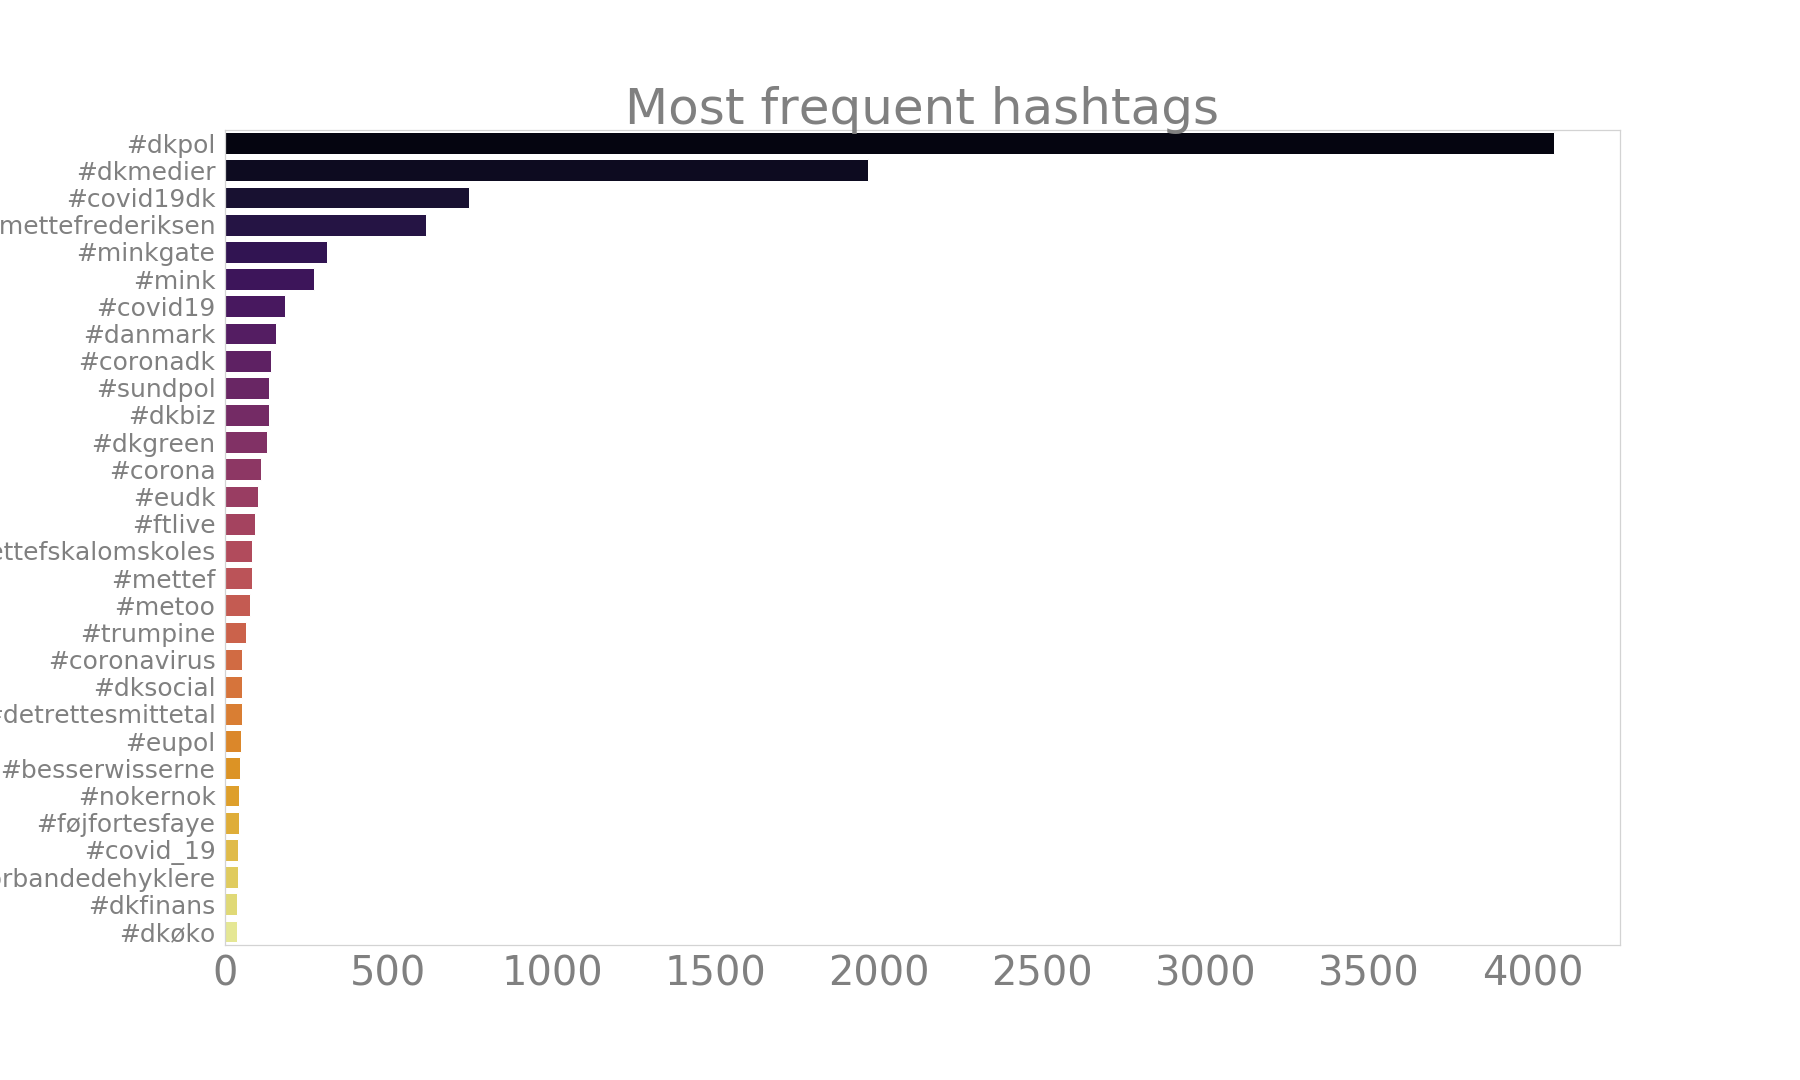 Most frequent hashtags
#dkpol
#dkmedier
#covid19dk
mettefrederiksen
#minkgate
#mink
#covid19
#danmark
#coronadk
#sundpol
#dkbiz
#dkgreen
#corona
#eudk
#ftlive
ettefskalomskoles
#mettef
#metoo
#trumpine
#coronavirus
#dksocial
#detrettesmittetal
#eupol
#besserwisserne
#nokernok
#føjfortesfaye
#covid_19
orbandedehyklere
#dkfinans
#dkøko
0 500 1000 1500 2000 2500 3000 3500 4000